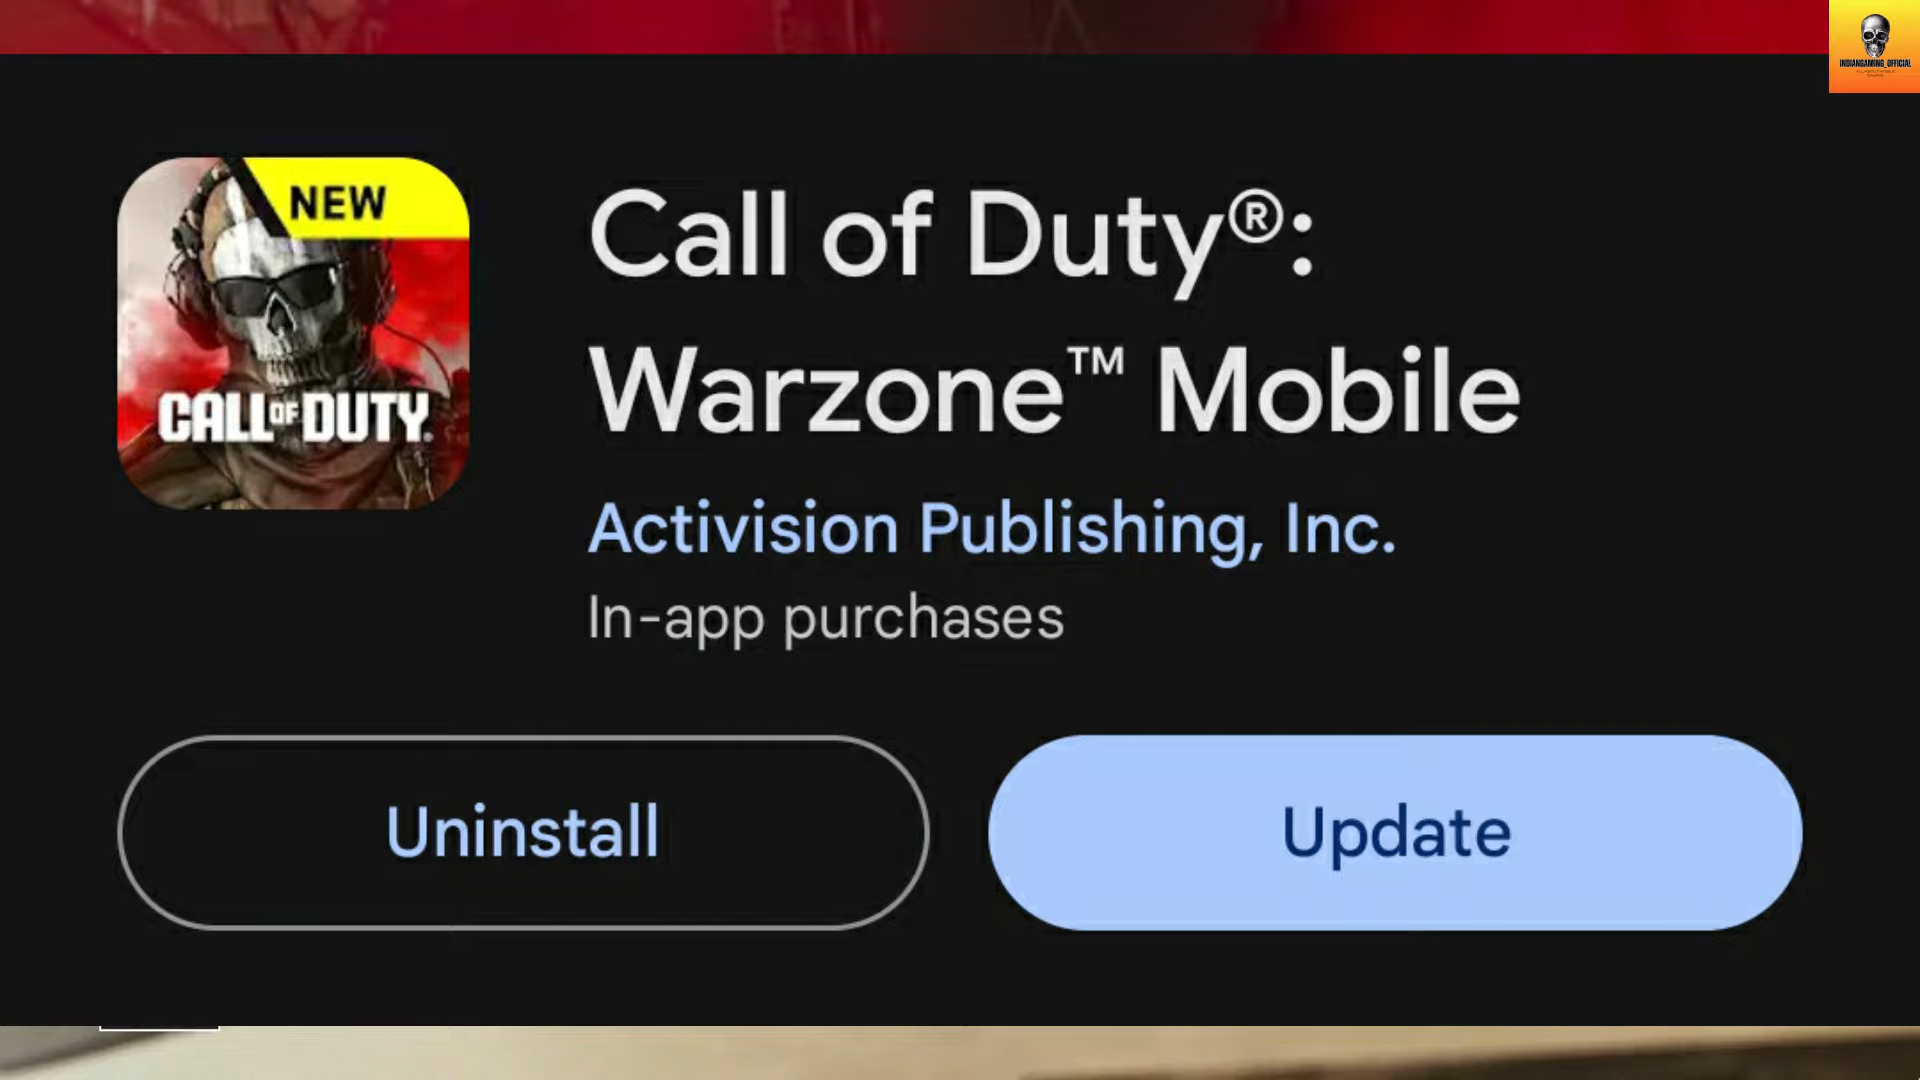 INDIANGAMING_OFFICIAL
NEW
CALL OF DUTY®
Call of Duty®:
Warzone™ Mobile
Activision Publishing, Inc.
In-app purchases
Uninstall
Update